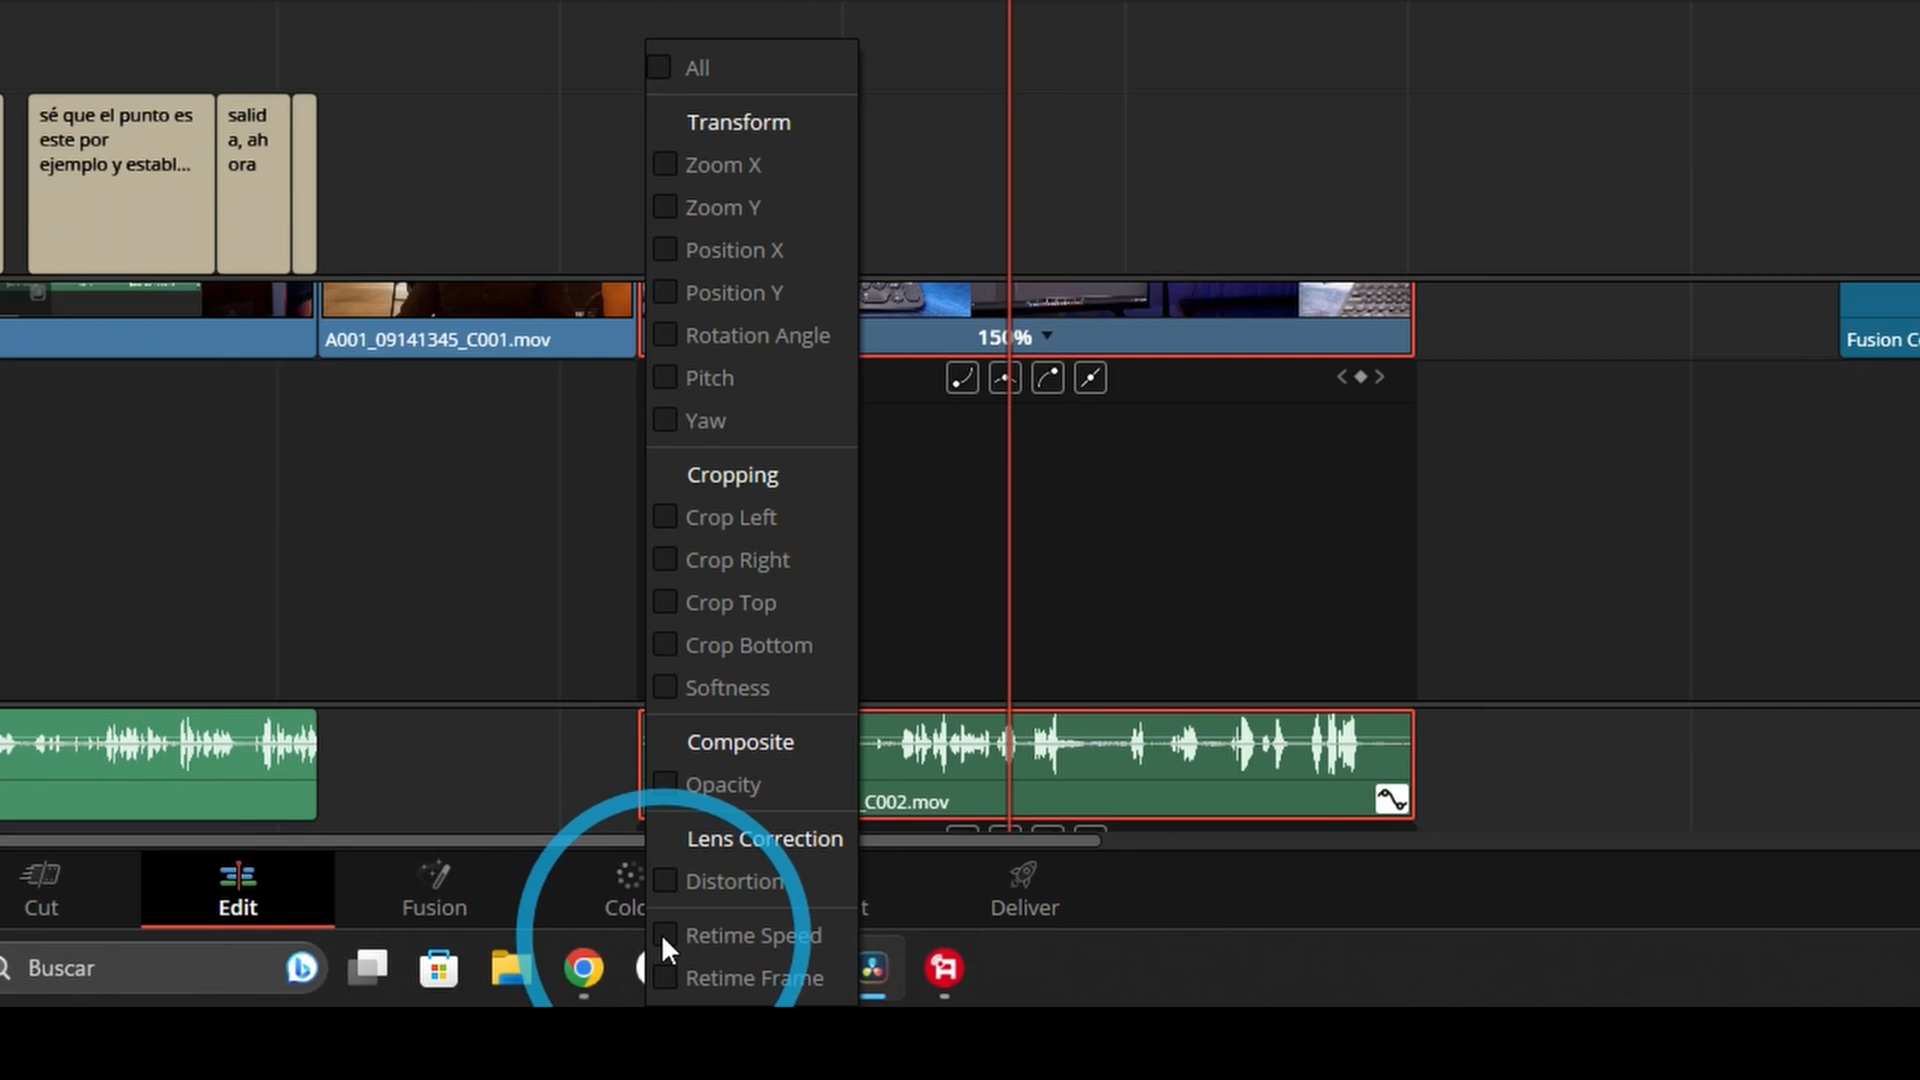 All
Transform
Zoom X
Zoom Y
Position X
Position Y
Rotation Angle
Pitch
Yaw
Cropping
Crop Left
Crop Right
Crop Top
Crop Bottom
Softness
Composite
Opacity
Lens Correction
Distortion
Retime Speed
Retime Frame
sé que el punto es
este por
ejemplo y establ...
salid
a, ah
ora
A001_09141345_C001.mov
150%
Fusion C
_C002.mov
Cut
Edit
Fusion
Colo
t
Deliver
Buscar